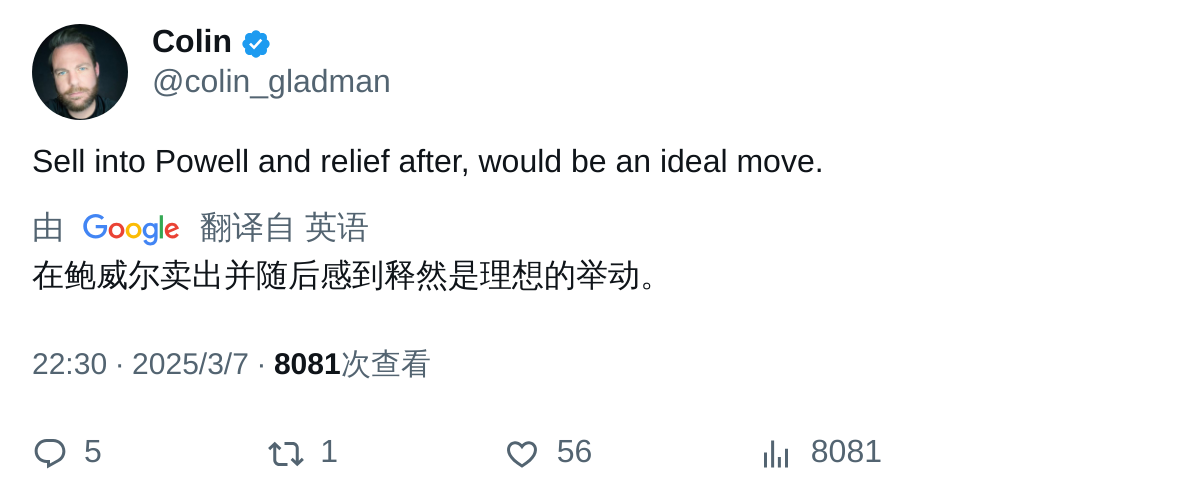 Colin
@colin_gladman
Sell into Powell and relief after, would be an ideal move.
由 Google 翻译自 英语
在鲍威尔卖出并随后感到释然是理想的举动。
22:30 · 2025/3/7 · 8081次查看
5 1 56 8081